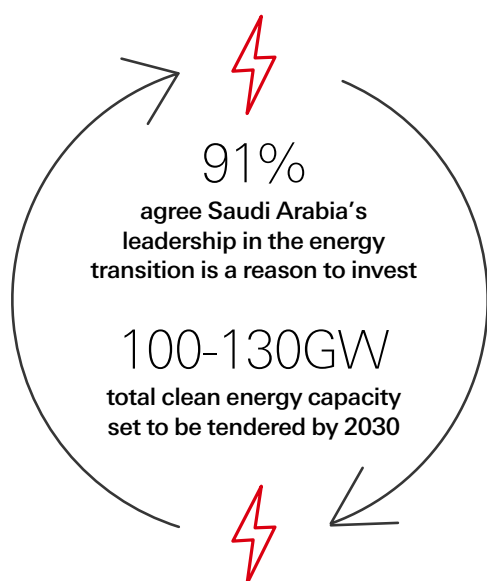 91%
agree Saudi Arabia’s
leadership in the energy
transition is a reason to invest
100-130GW
total clean energy capacity
set to be tendered by 2030